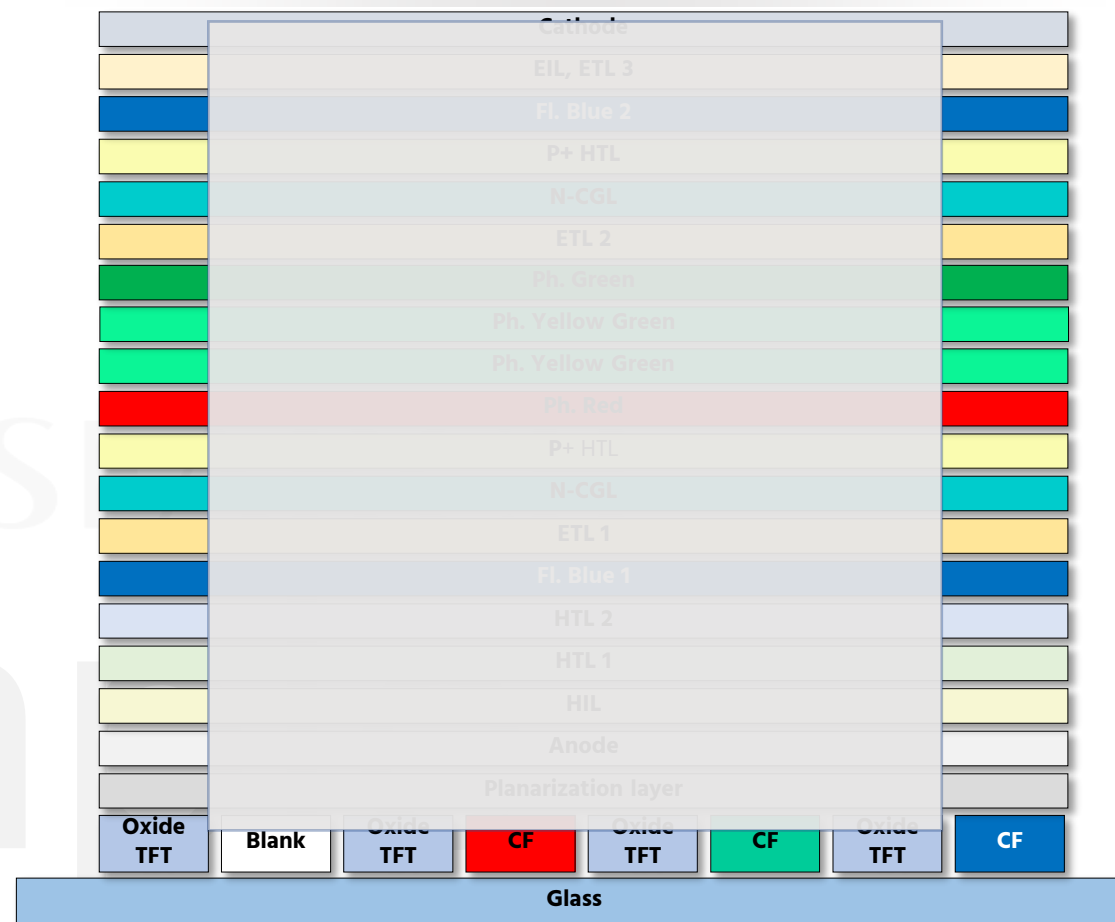 Cathode
EIL, ETL 3
Fl. Blue 2
P+ HTL
N-CGL
ETL 2
Ph. Green
Ph. Yellow Green
Ph. Yellow Green
Ph. Red
P+ HTL
N-CGL
ETL 1
Fl. Blue 1
HTL 2
HTL 1
HIL
Anode
Planarization layer
Oxide
TFT
Blank
Oxide
TFT
CF
Oxide
TFT
CF
Oxide
TFT
CF
Glass